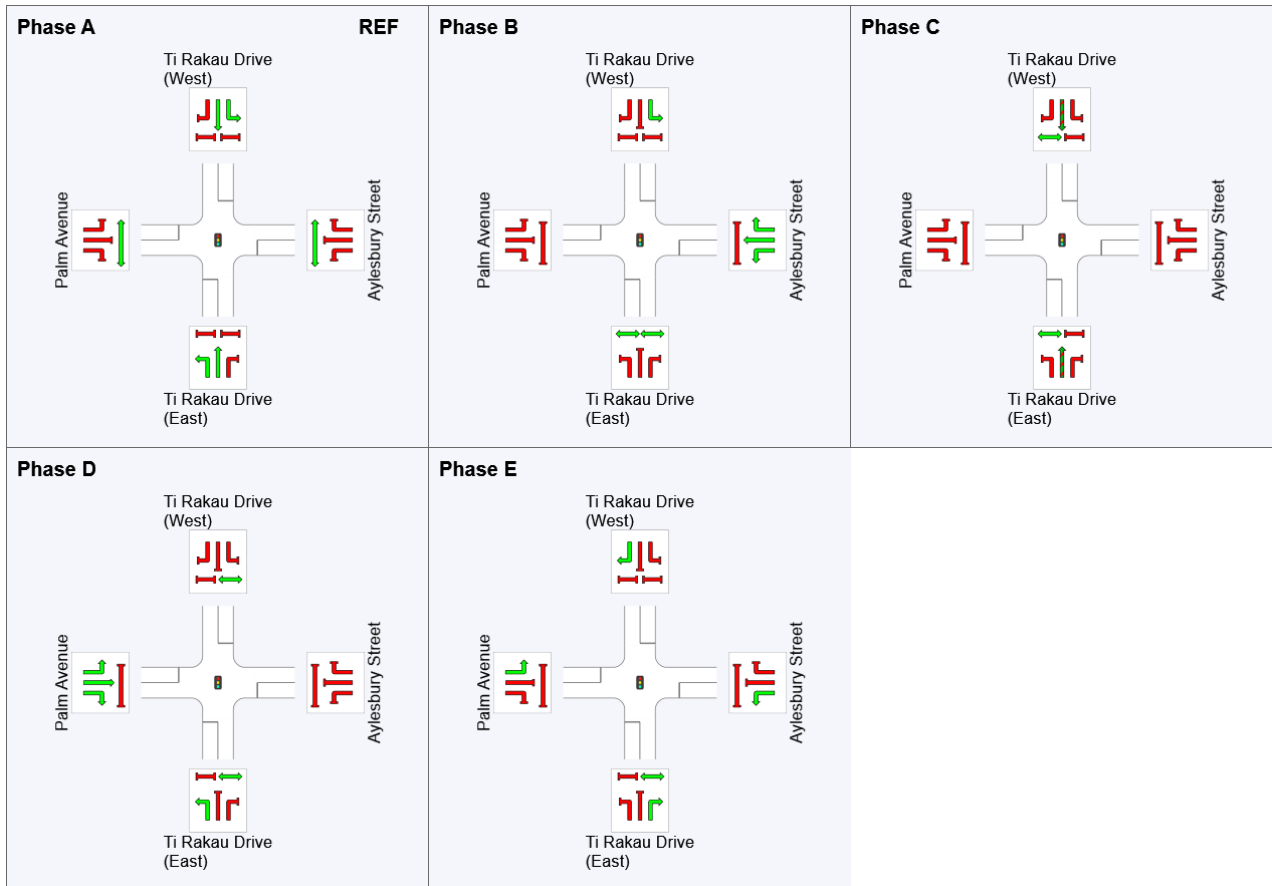 Phase A
REF
Ti Rakau Drive
(West)
Palm Avenue
Aylesbury Street
Ti Rakau Drive
(East)
Phase B
Ti Rakau Drive
(West)
Palm Avenue
Aylesbury Street
Ti Rakau Drive
(East)
Phase C
Ti Rakau Drive
(West)
Palm Avenue
Aylesbury Street
Ti Rakau Drive
(East)
Phase D
Ti Rakau Drive
(West)
Palm Avenue
Aylesbury Street
Ti Rakau Drive
(East)
Phase E
Ti Rakau Drive
(West)
Palm Avenue
Aylesbury Street
Ti Rakau Drive
(East)